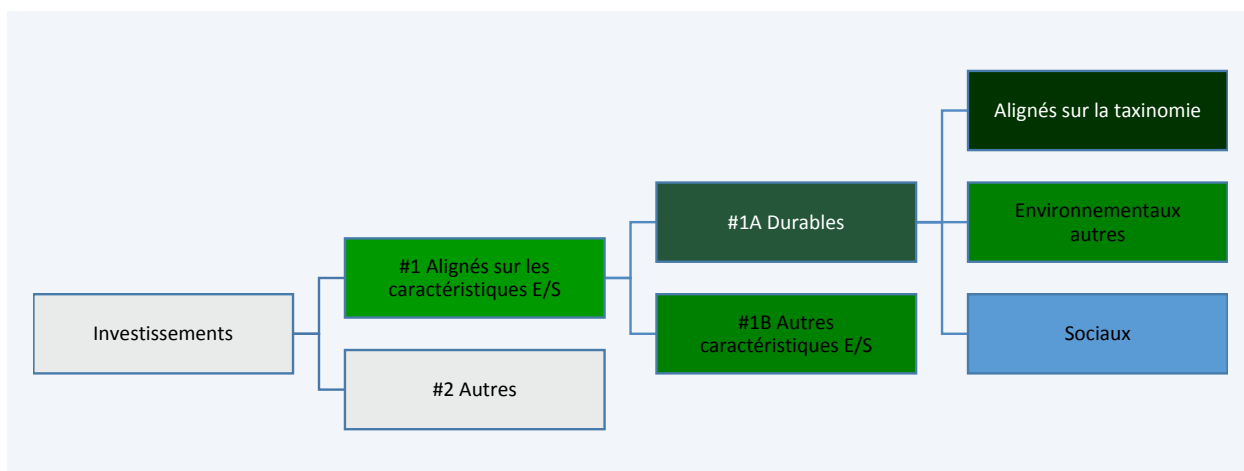 Investissements
#1 Alignés sur les
caractéristiques E/S
#2 Autres
#1A Durables
#1B Autres
caractéristiques E/S
Alignés sur la taxinomie
Environnementaux
autres
Sociaux